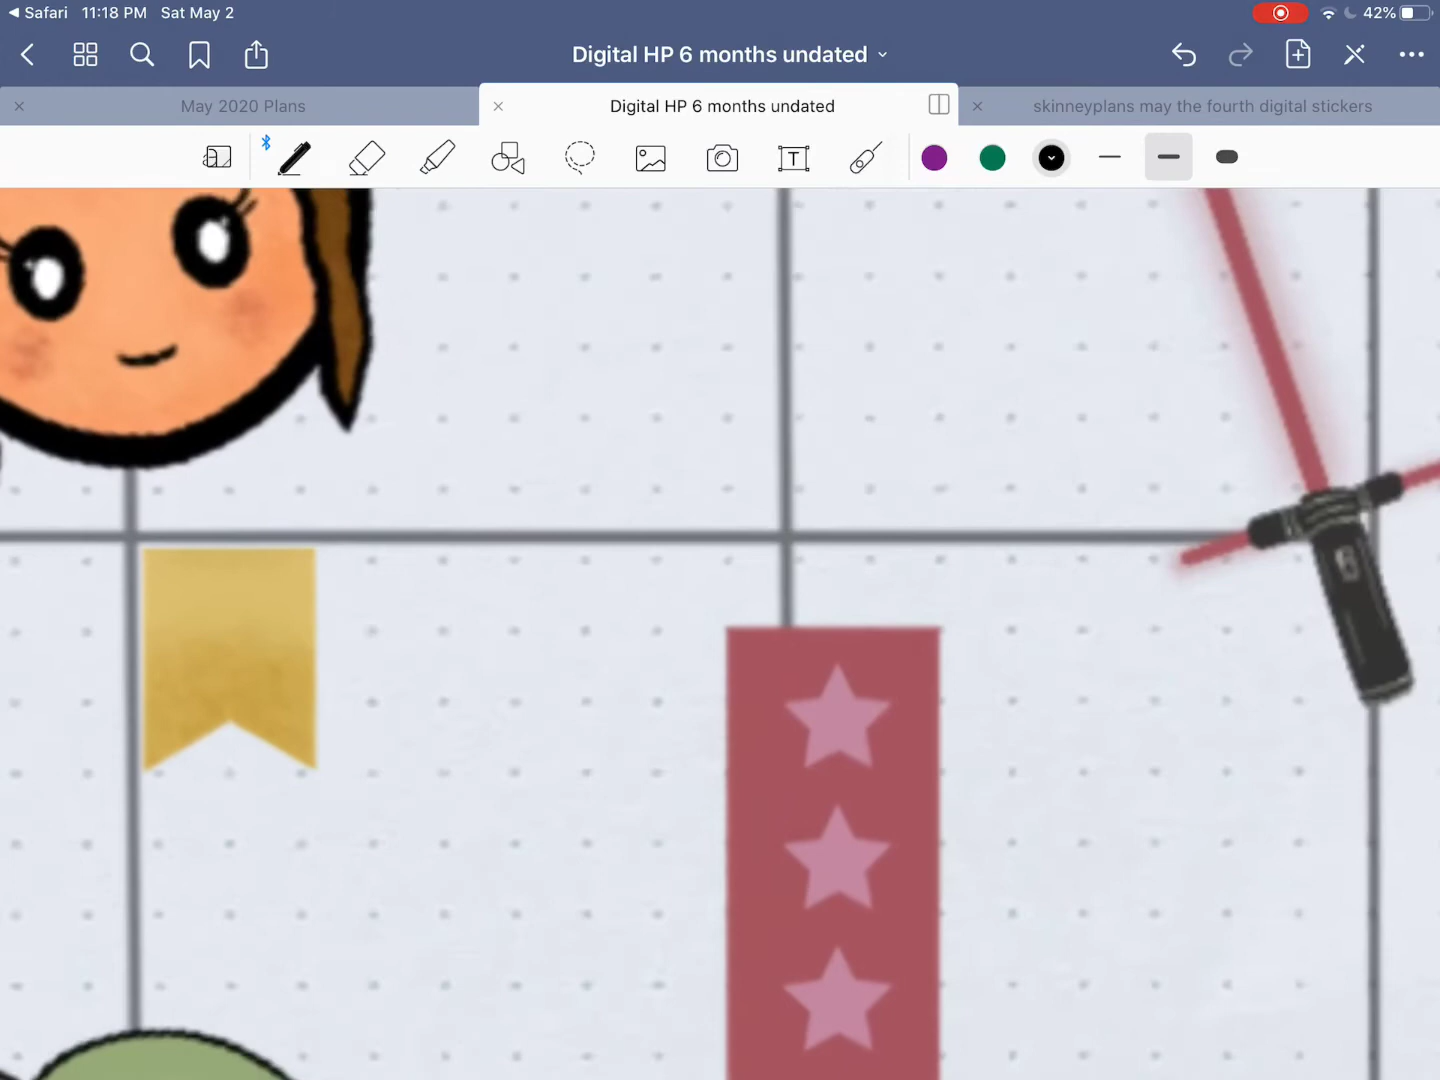 Safari 11:18 PM Sat May 2
42%
Digital HP 6 months undated
May 2020 Plans
Digital HP 6 months undated
skinneyplans may the fourth digital stickers
T
6